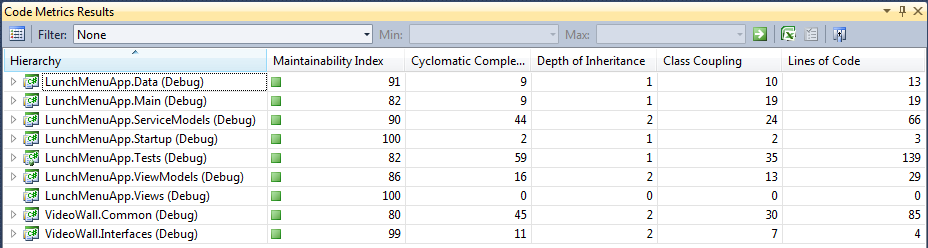 Code Metrics Results
Filter: None Min: Max:
Hierarchy Maintainability Index Cyclomatic Comple... Depth of Inheritance Class Coupling Lines of Code
LunchMenuApp.Data (Debug) 91 9 1 10 13
LunchMenuApp.Main (Debug) 82 9 1 19 19
LunchMenuApp.ServiceModels (Debug) 90 44 2 24 66
LunchMenuApp.Startup (Debug) 100 2 1 2 3
LunchMenuApp.Tests (Debug) 82 59 1 35 139
LunchMenuApp.ViewModels (Debug) 86 16 2 13 29
LunchMenuApp.Views (Debug) 100 0 0 0 0
VideoWall.Common (Debug) 80 45 2 30 85
VideoWall.Interfaces (Debug) 99 11 2 7 4